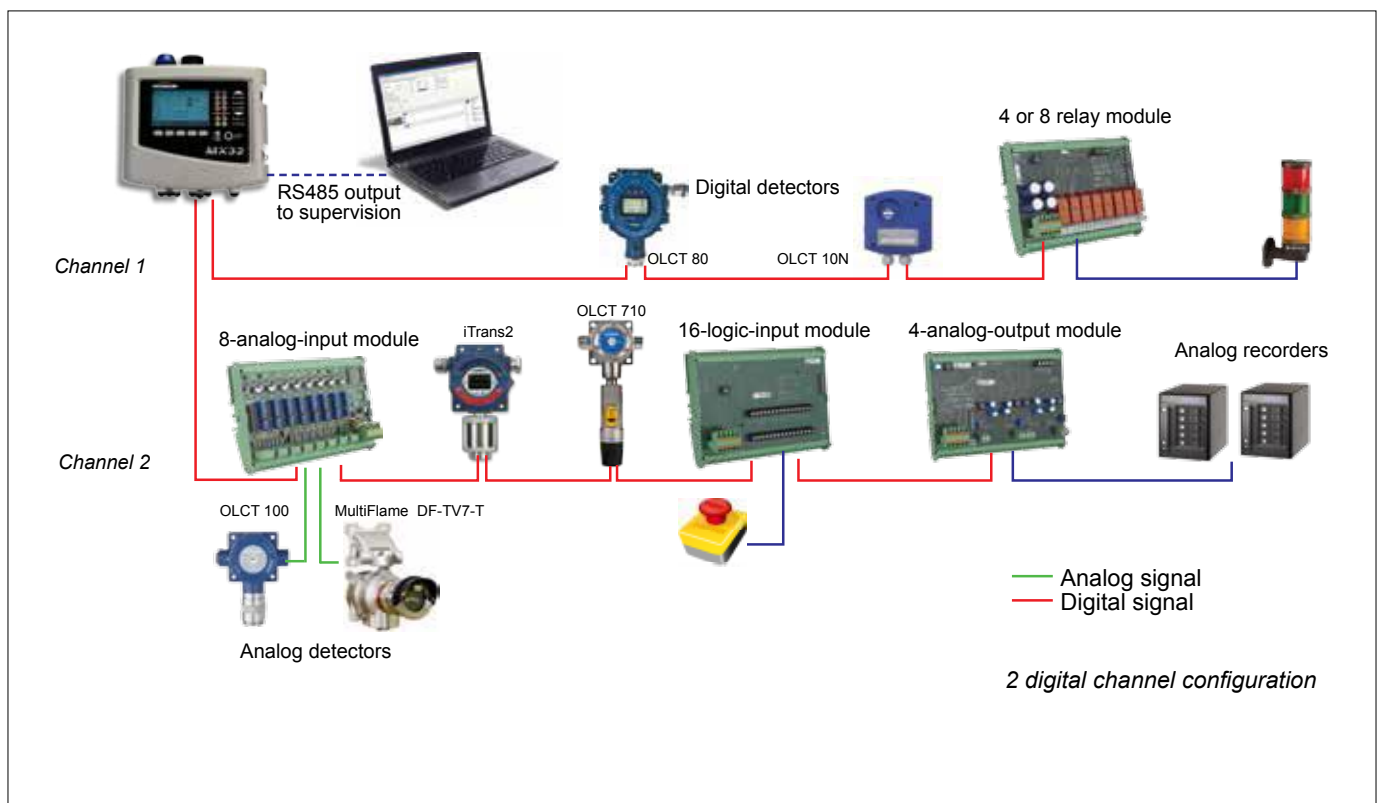 MX32
RS485 output
to supervision
Digital detectors
4 or 8 relay module
Channel 1
OLCT 80
OLCT 10N
8-analog-input module
iTrans2
OLCT 710
16-logic-input module
4-analog-output module
Analog recorders
Channel 2
OLCT 100
MultiFlame DF-TV7-T
Analog detectors
Analog signal
Digital signal
2 digital channel configuration